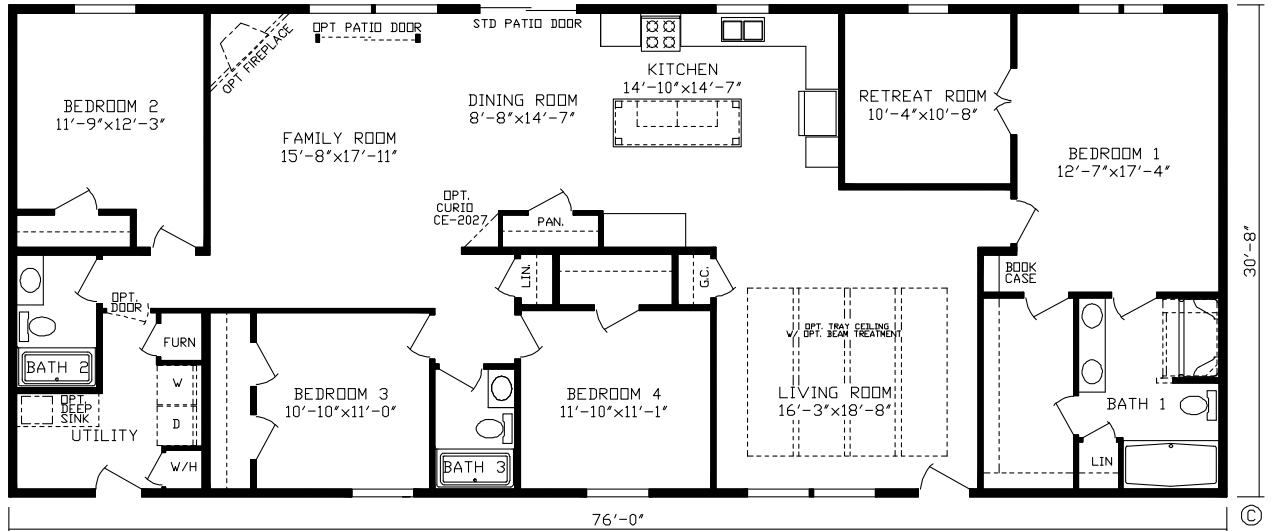 BEDROOM 2
11'-9"x12'-3"
OPT FIREPLACE
OPT PATIO DOOR
STD PATIO DOOR
FAMILY ROOM
15'-8"x17'-11"
DINING ROOM
8'-8"x14'-7"
KITCHEN
14'-10"x14'-7"
RETREAT ROOM
10'-4"x10'-8"
BEDROOM 1
12'-7"x17'-4"
OPT.
CURIO
CE-2027
PAN.
LIN.
G.C.
BOOK
CASE
30'-8"
OPT.
DOOR
BATH 2
FURN
W
D
W/H
OPT.
DEEP
SINK
UTILITY
BEDROOM 3
10'-10"x11'-0"
BATH 3
BEDROOM 4
11'-10"x11'-1"
OPT. TRAY CEILING
W/ OPT. BEAM TREATMENT
LIVING ROOM
16'-3"x18'-8"
BATH 1
LIN
76'-0"
©